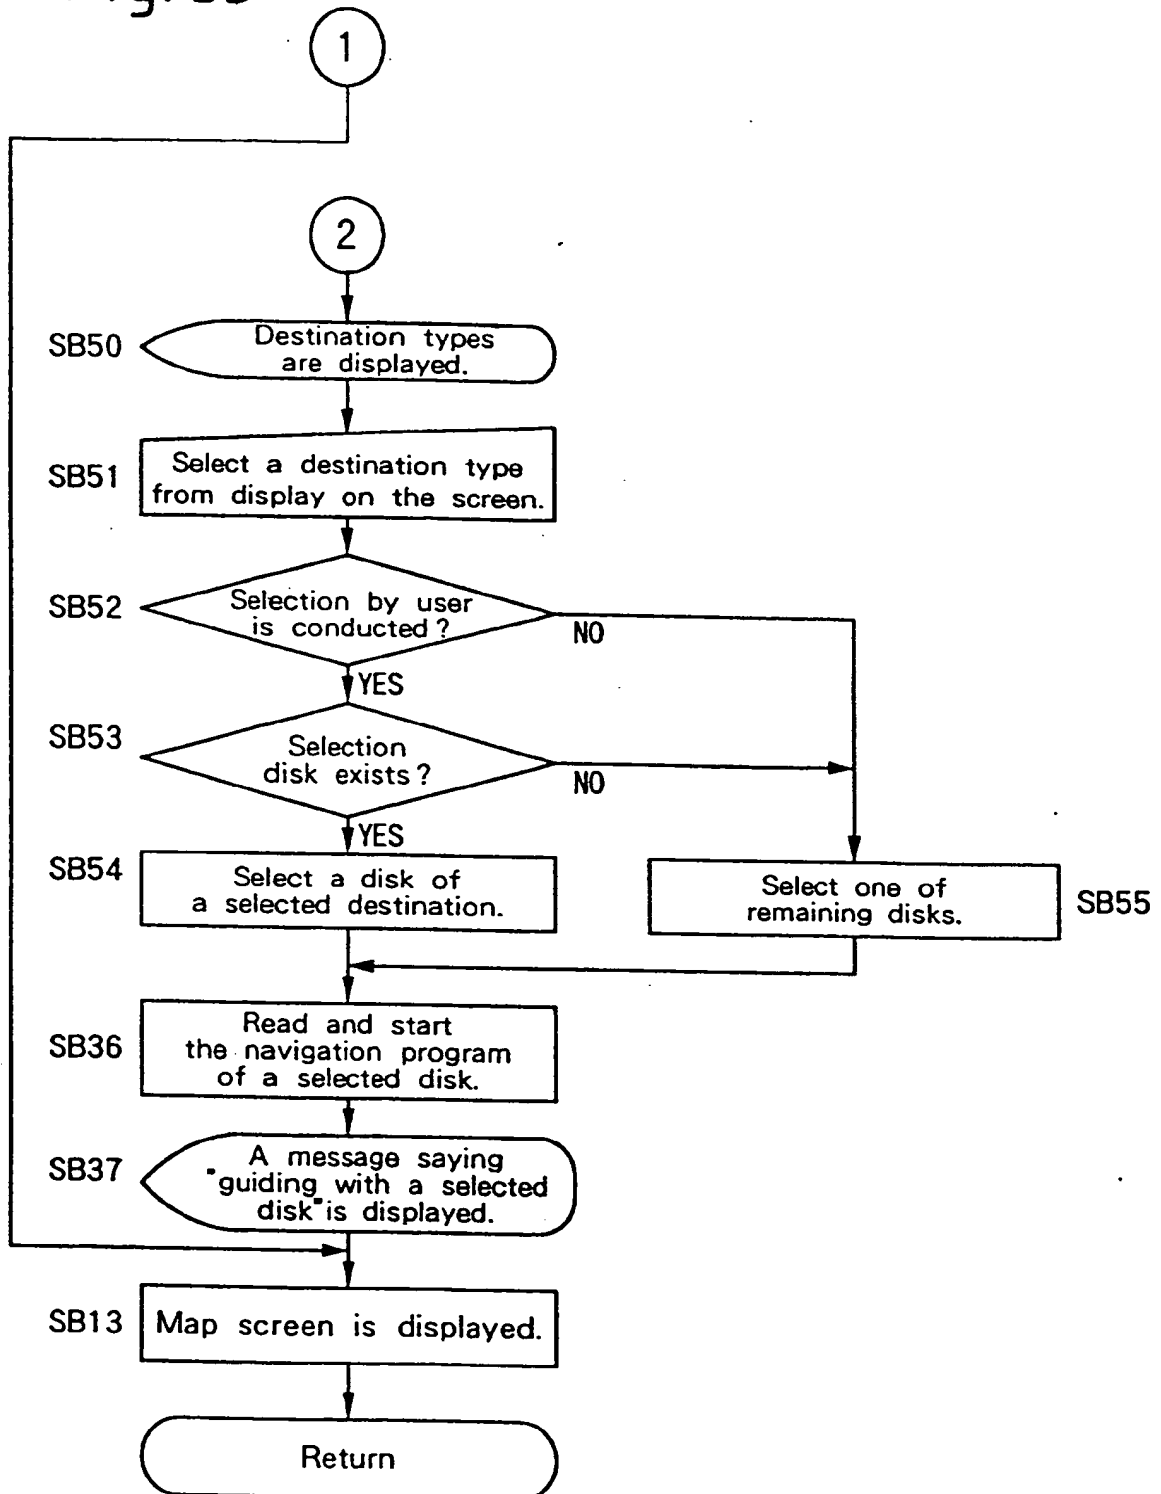 1
2
SB50
Destination types
are displayed.
SB51
Select a destination type
from display on the screen.
SB52
Selection by user
is conducted?
NO
YES
SB53
Selection
disk exists?
NO
YES
SB54
Select a disk of
a selected destination.
Select one of
remaining disks.
SB55
SB36
Read and start
the navigation program
of a selected disk.
SB37
A message saying
"guiding with a selected
disk" is displayed.
SB13
Map screen is displayed.
Return